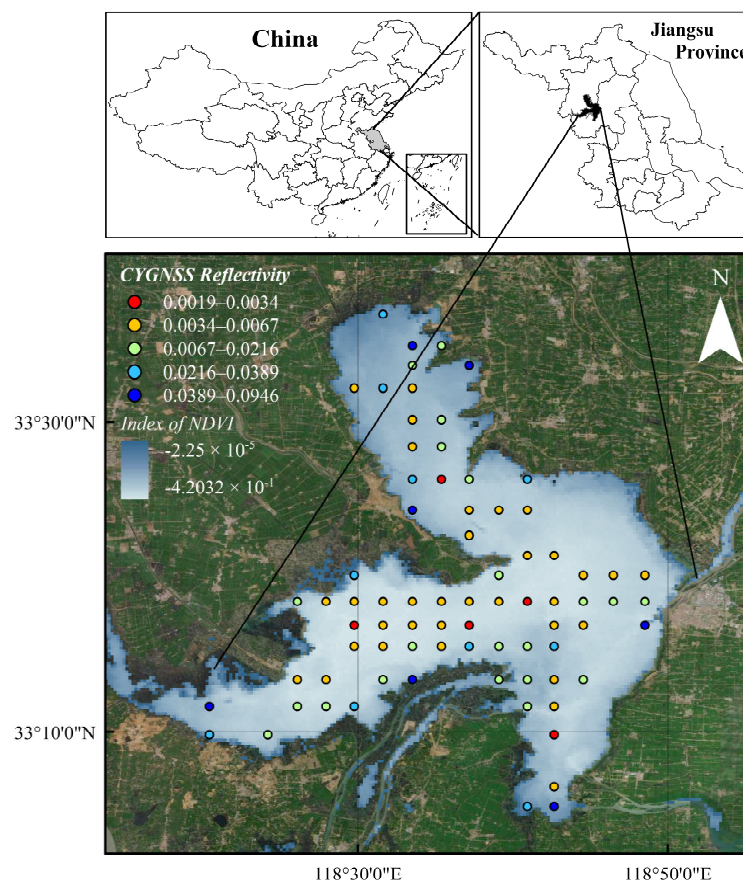 China
Jiangsu
Province
CYGNSS Reflectivity
0.0019–0.0034
0.0034–0.0067
0.0067–0.0216
0.0216–0.0389
0.0389–0.0946
Index of NDVI
-2.25 × 10⁻⁵
-4.2032 × 10⁻¹
N
33°30'0"N
33°10'0"N
118°30'0"E
118°50'0"E